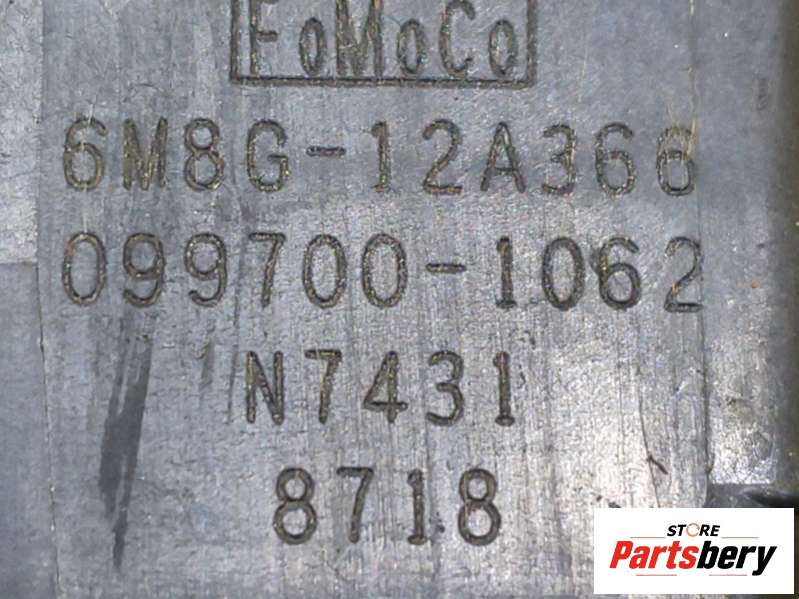 FoMoCo
6M8G-12A366
099700-1062
N7431
8718
STORE
Partsbery